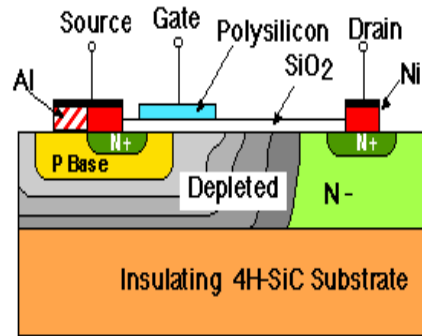 Source
Gate
Polysilicon
Drain
SiO2
Al
Ni
N+
N+
P Base
Depleted
N-
Insulating 4H-SiC Substrate